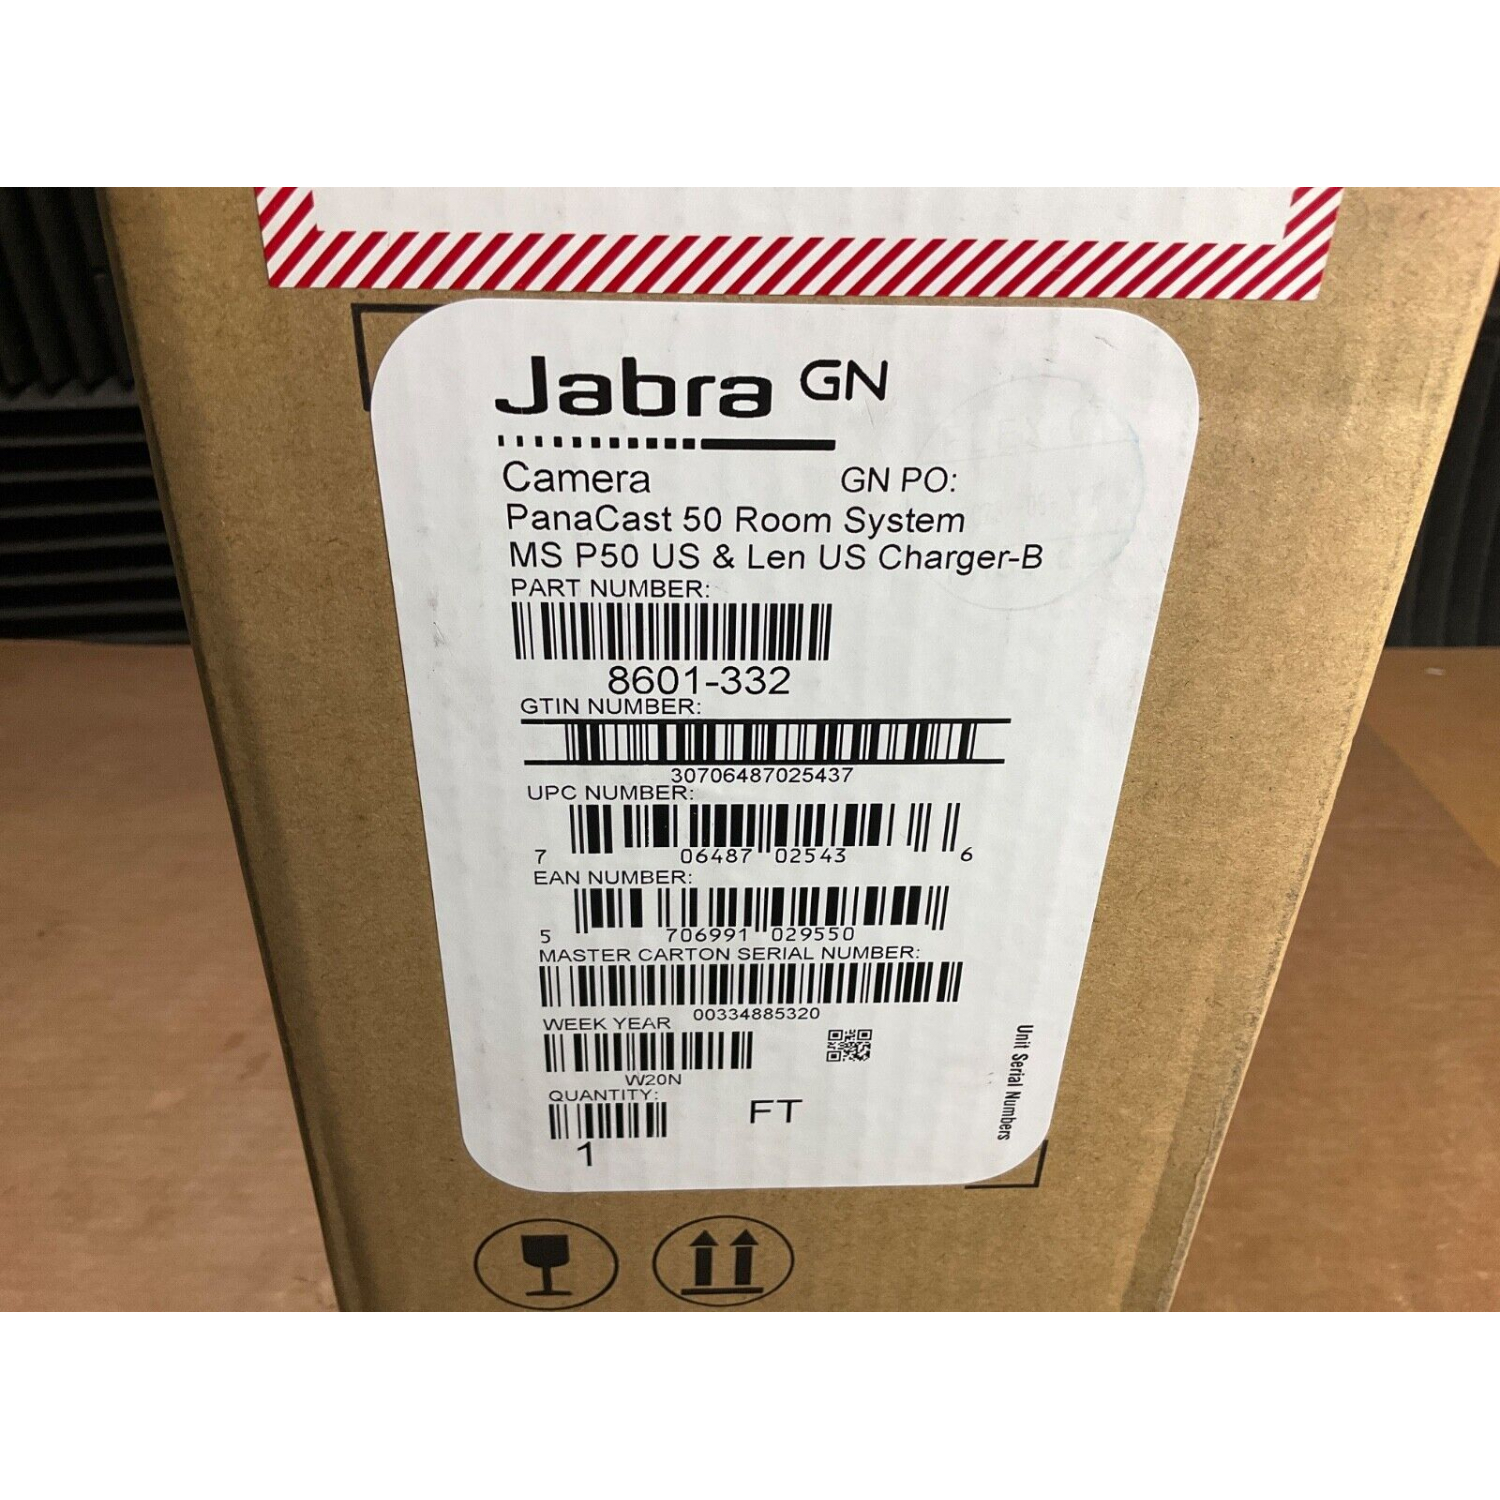 Jabra GN
Camera GN PO:
PanaCast 50 Room System
MS P50 US & Len US Charger-B
PART NUMBER:
8601-332
GTIN NUMBER:
30706487025437
UPC NUMBER:
7 06487 02543 6
EAN NUMBER:
5 706991 029550
MASTER CARTON SERIAL NUMBER:
00334885320
WEEK YEAR
W20N
QUANTITY:
1
FT
Unit Serial Numbers